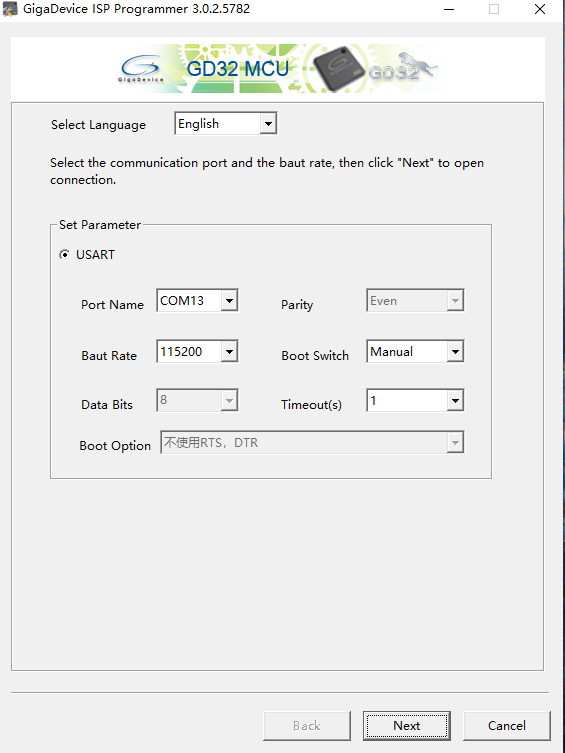 GigaDevice ISP Programmer 3.0.2.5782
GigaDevice
GD32 MCU
GD32
Select Language
English
Select the communication port and the baut rate, then click "Next" to open
connection.
Set Parameter
USART
Port Name
COM13
Parity
Even
Baut Rate
115200
Boot Switch
Manual
Data Bits
8
Timeout(s)
1
Boot Option
不使用RTS，DTR
Back
Next
Cancel